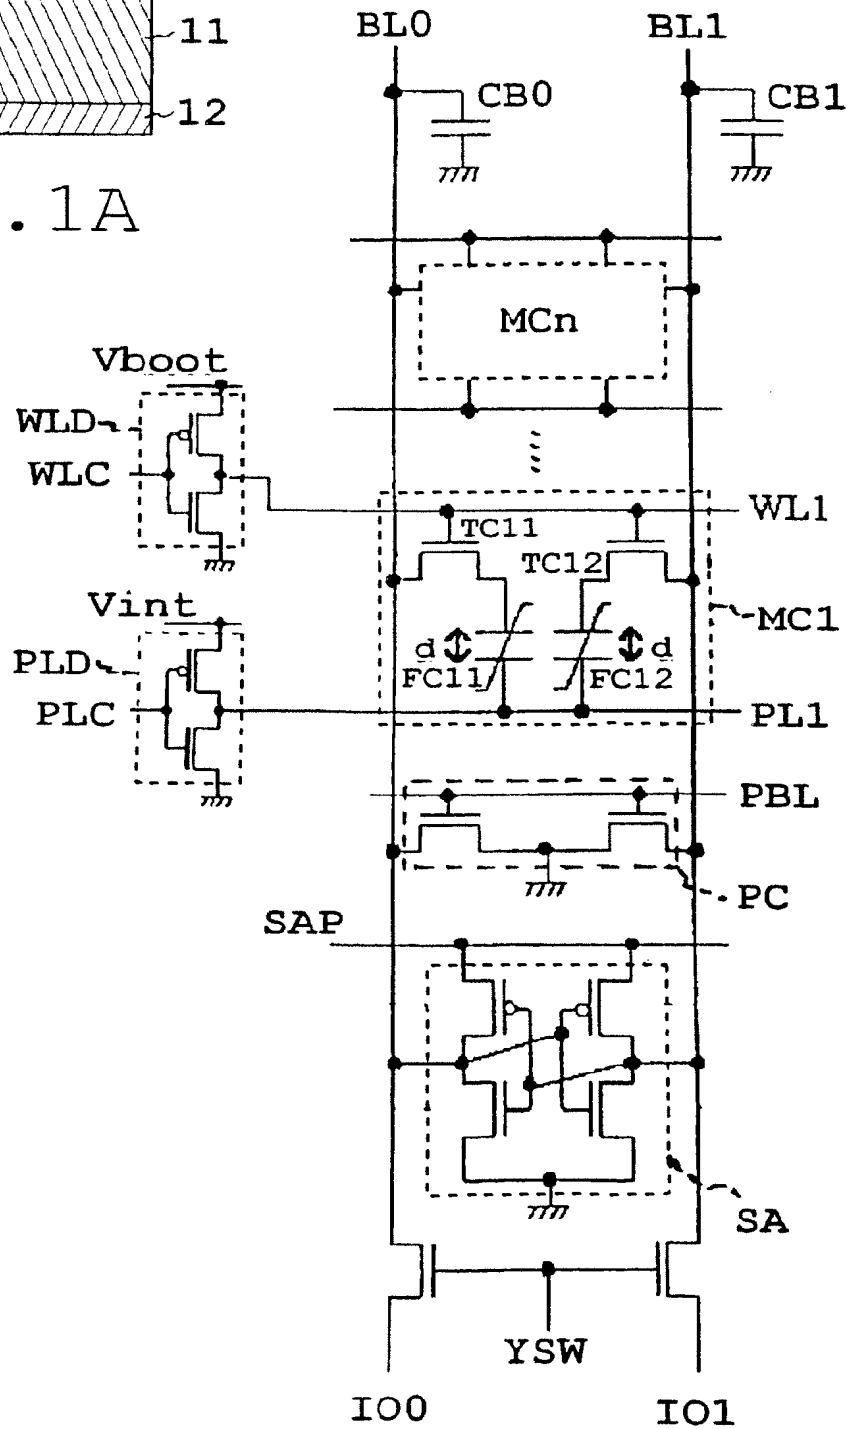 11
12
.1A
BL0
BL1
CB0
CB1
MCn
Vboot
WLD
WLC
WL1
TC11
TC12
Vint
MC1
d
d
PLD
FC11
FC12
PLC
PL1
PBL
PC
SAP
SA
YSW
IO0
IO1